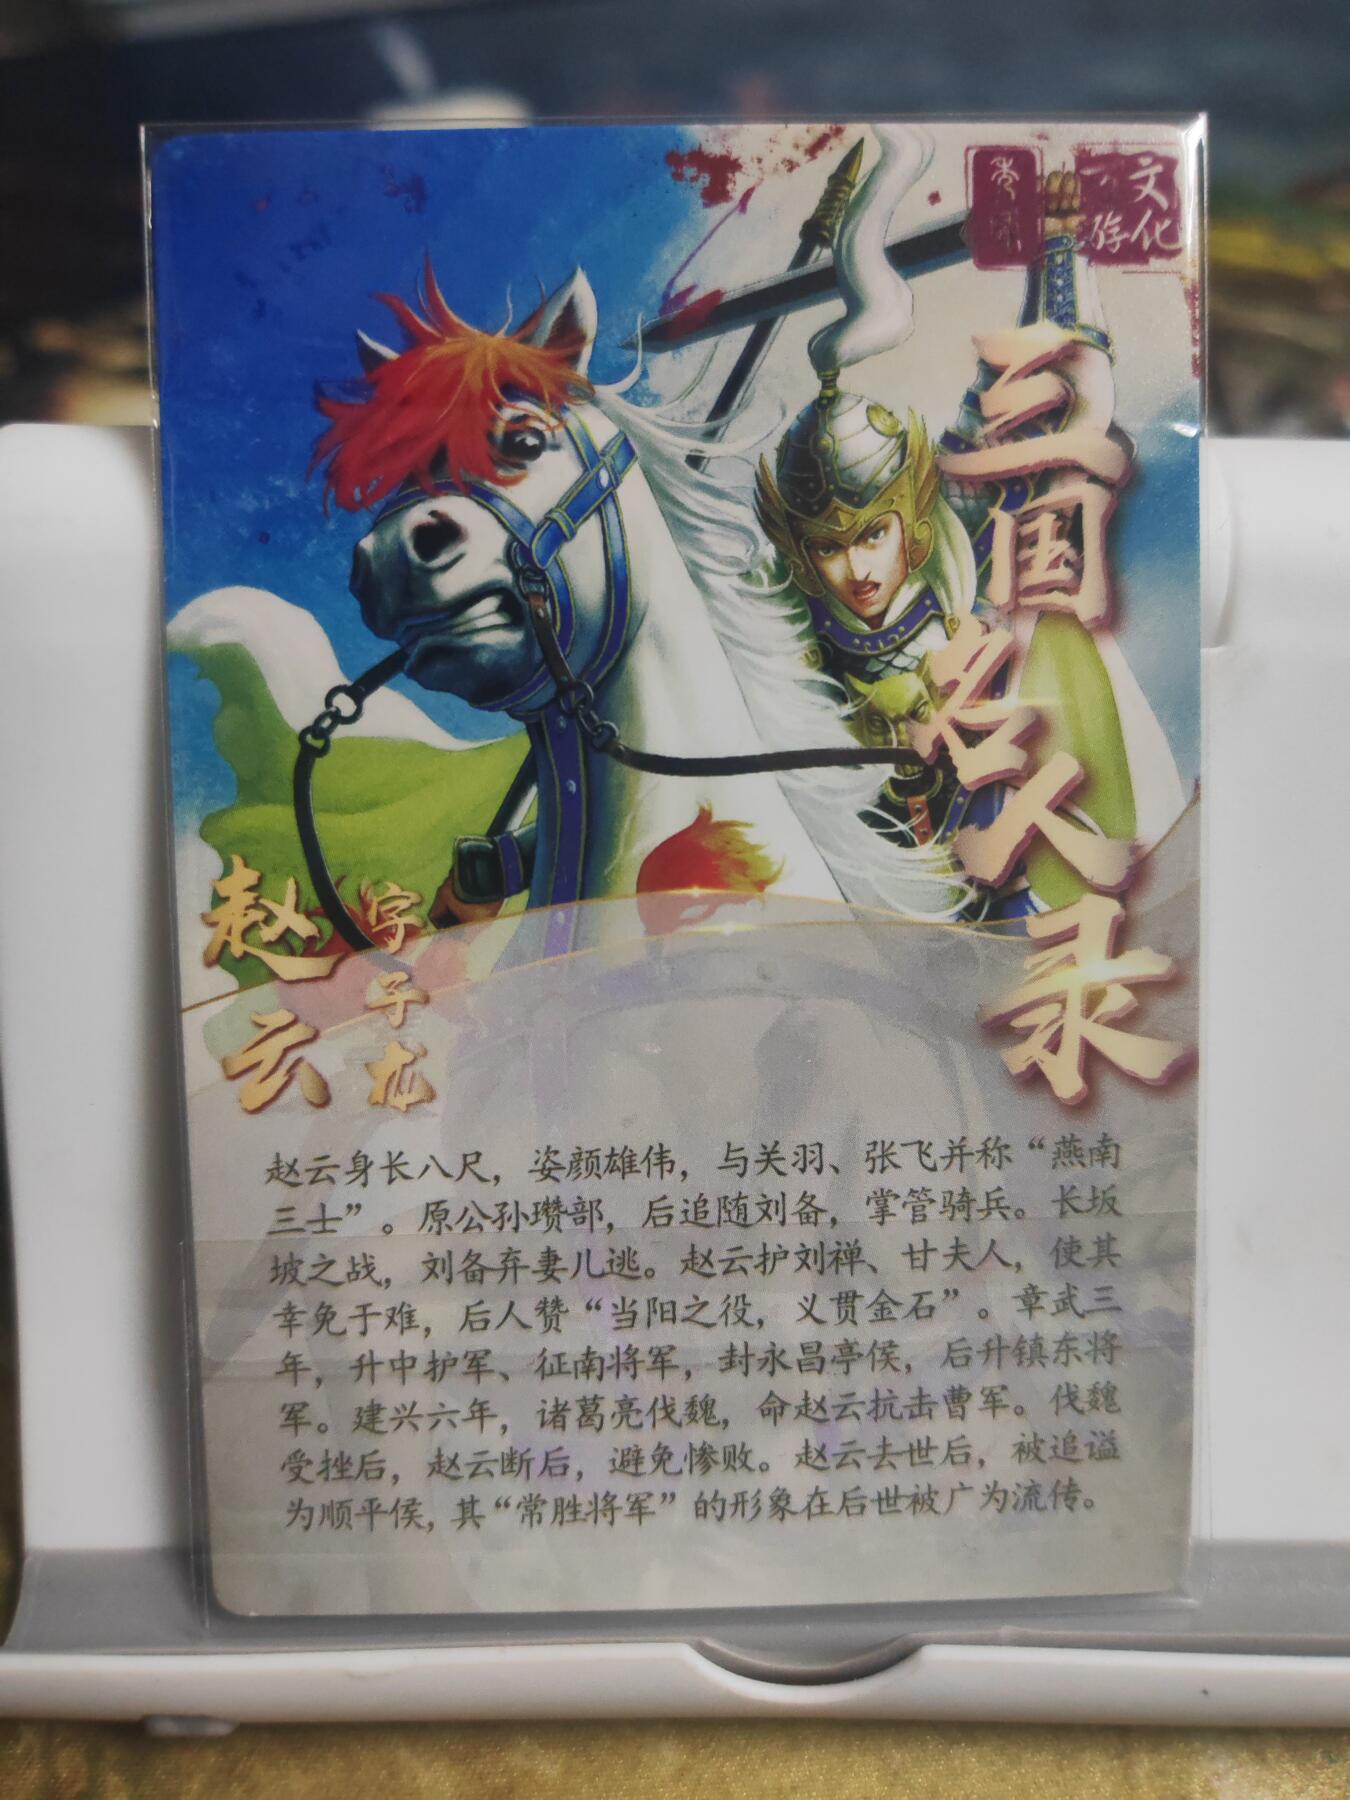 文化
存
三国名人录
赵云
字子龙
赵云身长八尺，姿颜雄伟，与关羽、张飞并称“燕南
三士”。原公孙瓒部，后追随刘备，掌管骑兵。长坂
坡之战，刘备弃妻儿逃。赵云护刘禅、甘夫人，使其
幸免于难，后人赞“当阳之役，义贯金石”。章武三
年，升中护军、征南将军，封永昌亭侯，后升镇东将
军。建兴六年，诸葛亮伐魏，命赵云抗击曹军。伐魏
受挫后，赵云断后，避免惨败。赵云去世后，被追谥
为顺平侯，其“常胜将军”的形象在后世被广为流传。